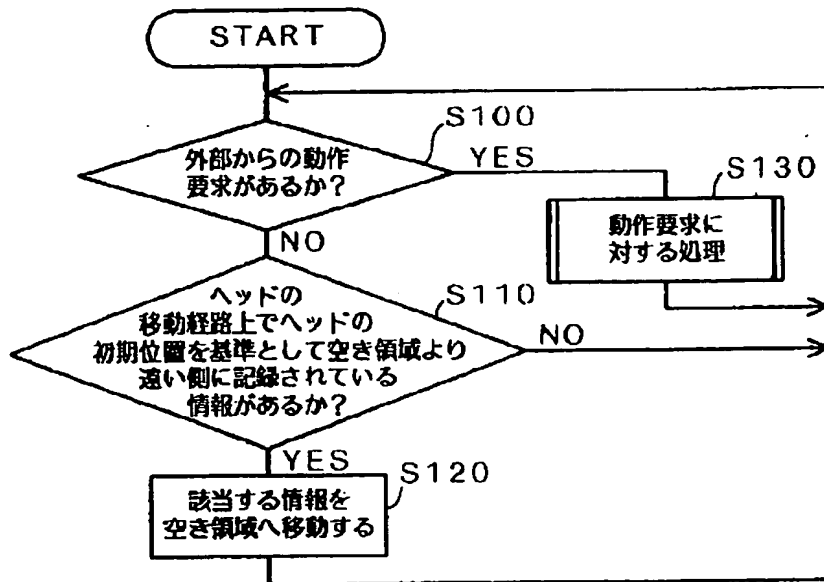 START
S100
外部からの動作
要求があるか?
YES
S130
動作要求に
対する処理
NO
S110
ヘッドの
移動経路上でヘッドの
初期位置を基準として空き領域より
遠い側に記録されている
情報があるか?
NO
YES
S120
該当する情報を
空き領域へ移動する